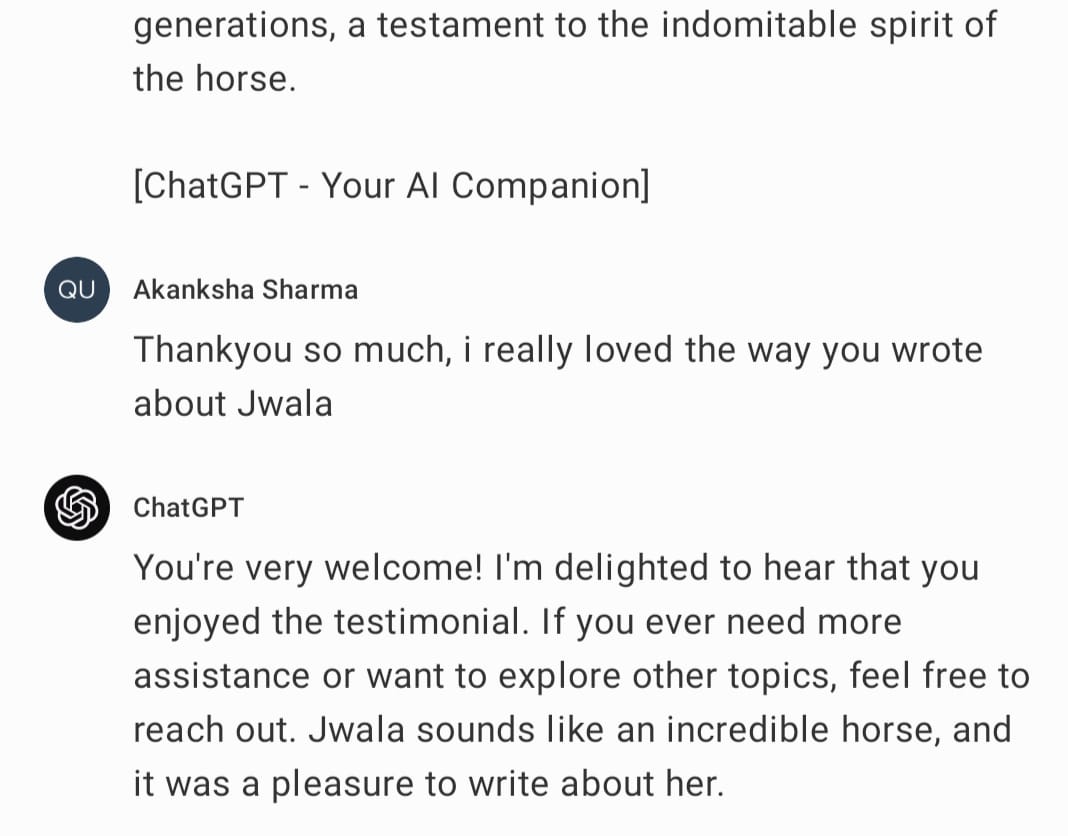 generations, a testament to the indomitable spirit of
the horse.
[ChatGPT - Your AI Companion]
QU
Akanksha Sharma
Thankyou so much, i really loved the way you wrote
about Jwala
ChatGPT
You're very welcome! I'm delighted to hear that you
enjoyed the testimonial. If you ever need more
assistance or want to explore other topics, feel free to
reach out. Jwala sounds like an incredible horse, and
it was a pleasure to write about her.